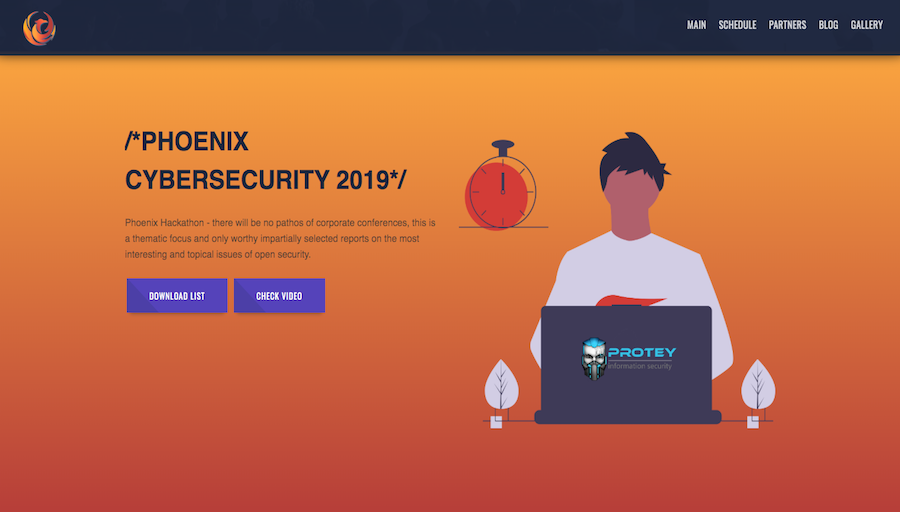 MAIN SCHEDULE PARTNERS BLOG GALLERY
/*PHOENIX
CYBERSECURITY 2019*/
Phoenix Hackathon - there will be no pathos of corporate conferences, this is
a thematic focus and only worthy impartially selected reports on the most
interesting and topical issues of open security.
DOWNLOAD LIST CHECK VIDEO
PROTEY
information security